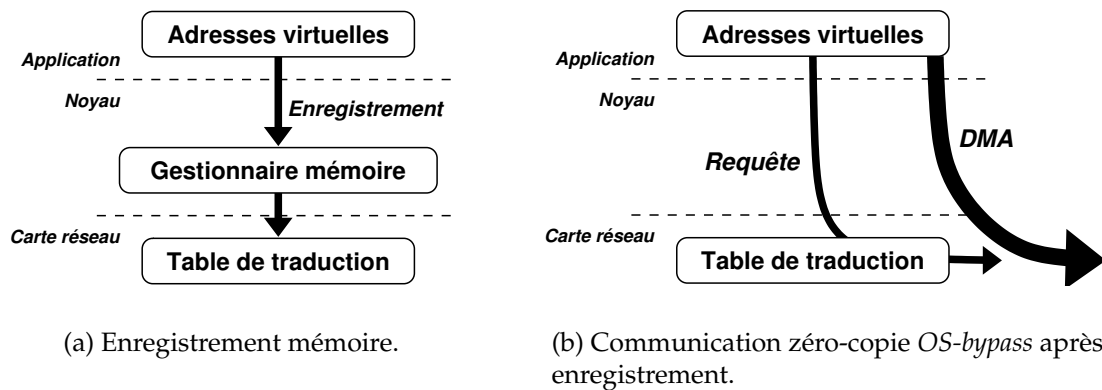 Adresses virtuelles
Application
Noyau
Enregistrement
Gestionnaire mémoire
Carte réseau
Table de traduction
(a) Enregistrement mémoire.
Adresses virtuelles
Application
Noyau
DMA
Requête
Carte réseau
Table de traduction
(b) Communication zéro-copie OS-bypass après
enregistrement.